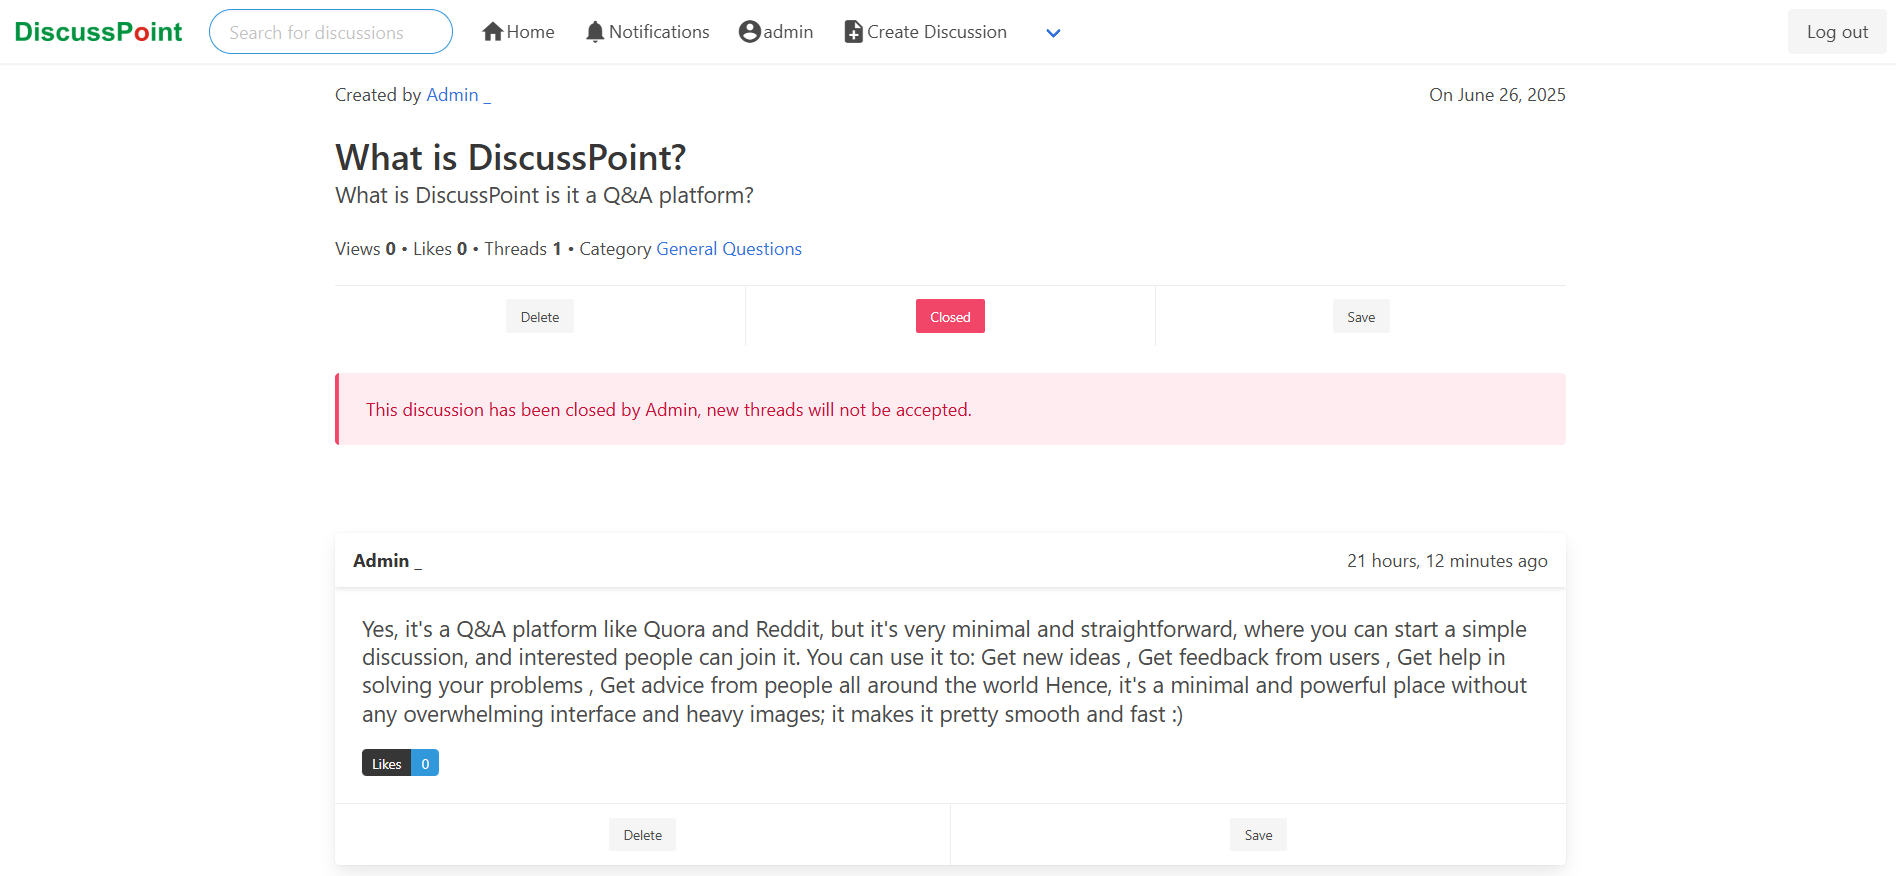 DiscussPoint Search for discussions Home Notifications admin Create Discussion Log out
Created by Admin _ On June 26, 2025
What is DiscussPoint?
What is DiscussPoint is it a Q&A platform?
Views 0 • Likes 0 • Threads 1 • Category General Questions
Delete Closed Save
This discussion has been closed by Admin, new threads will not be accepted.
Admin _ 21 hours, 12 minutes ago
Yes, it's a Q&A platform like Quora and Reddit, but it's very minimal and straightforward, where you can start a simple
discussion, and interested people can join it. You can use it to: Get new ideas , Get feedback from users , Get help in
solving your problems , Get advice from people all around the world Hence, it's a minimal and powerful place without
any overwhelming interface and heavy images; it makes it pretty smooth and fast :)
Likes 0
Delete Save